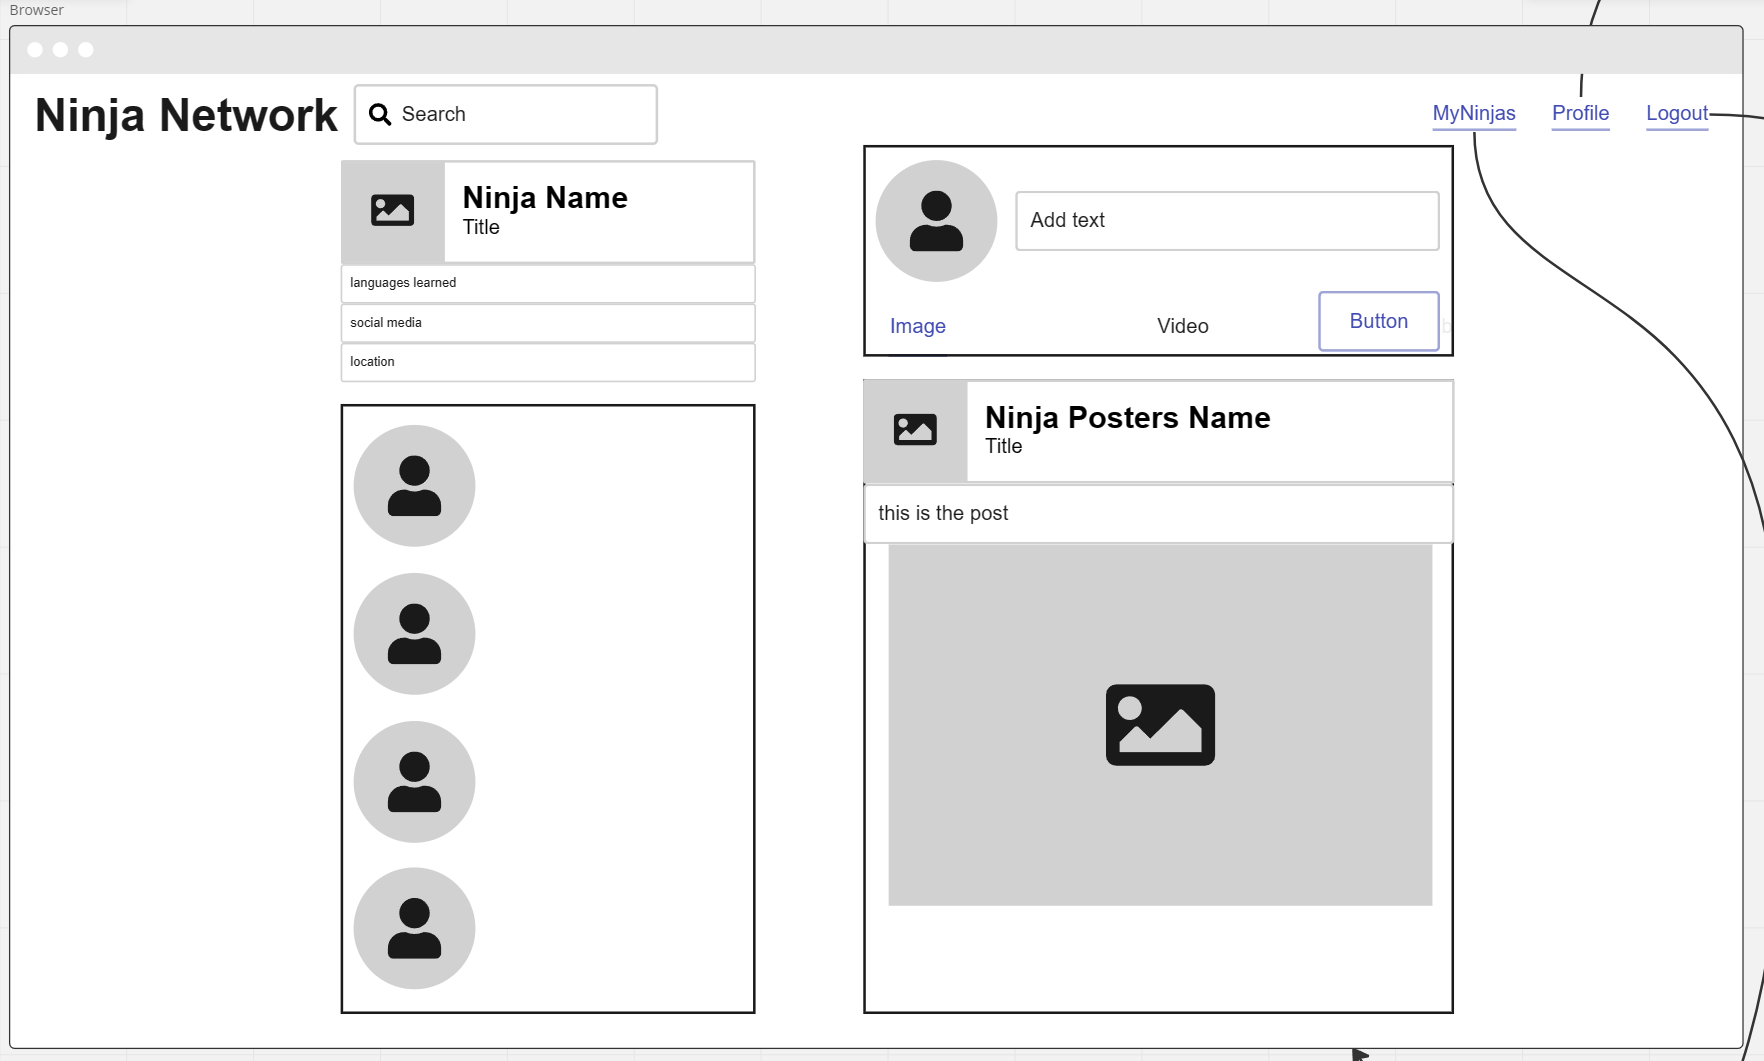 Browser
Ninja Network
Search
MyNinjas
Profile
Logout
Ninja Name
Title
languages learned
social media
location
Add text
Image
Video
Button
Ninja Posters Name
Title
this is the post